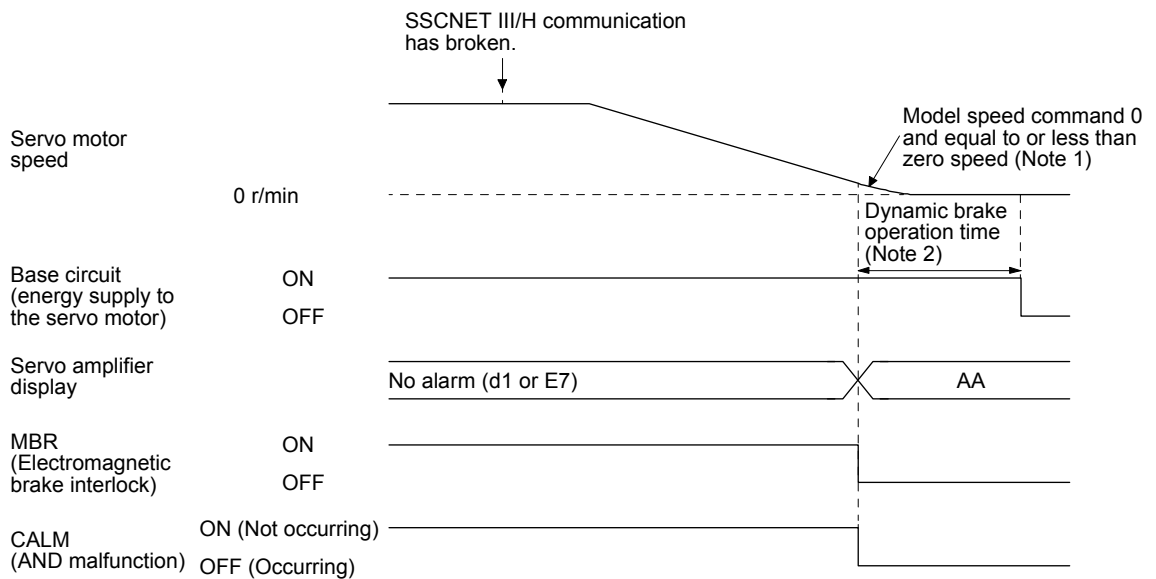 SSCNET III/H communication
has broken.
Servo motor
speed
0 r/min
Model speed command 0
and equal to or less than
zero speed (Note 1)
Dynamic brake
operation time
(Note 2)
Base circuit
(energy supply to
the servo motor)
ON
OFF
Servo amplifier
display
No alarm (d1 or E7)
AA
MBR
(Electromagnetic
brake interlock)
ON
OFF
CALM
(AND malfunction)
ON (Not occurring)
OFF (Occurring)